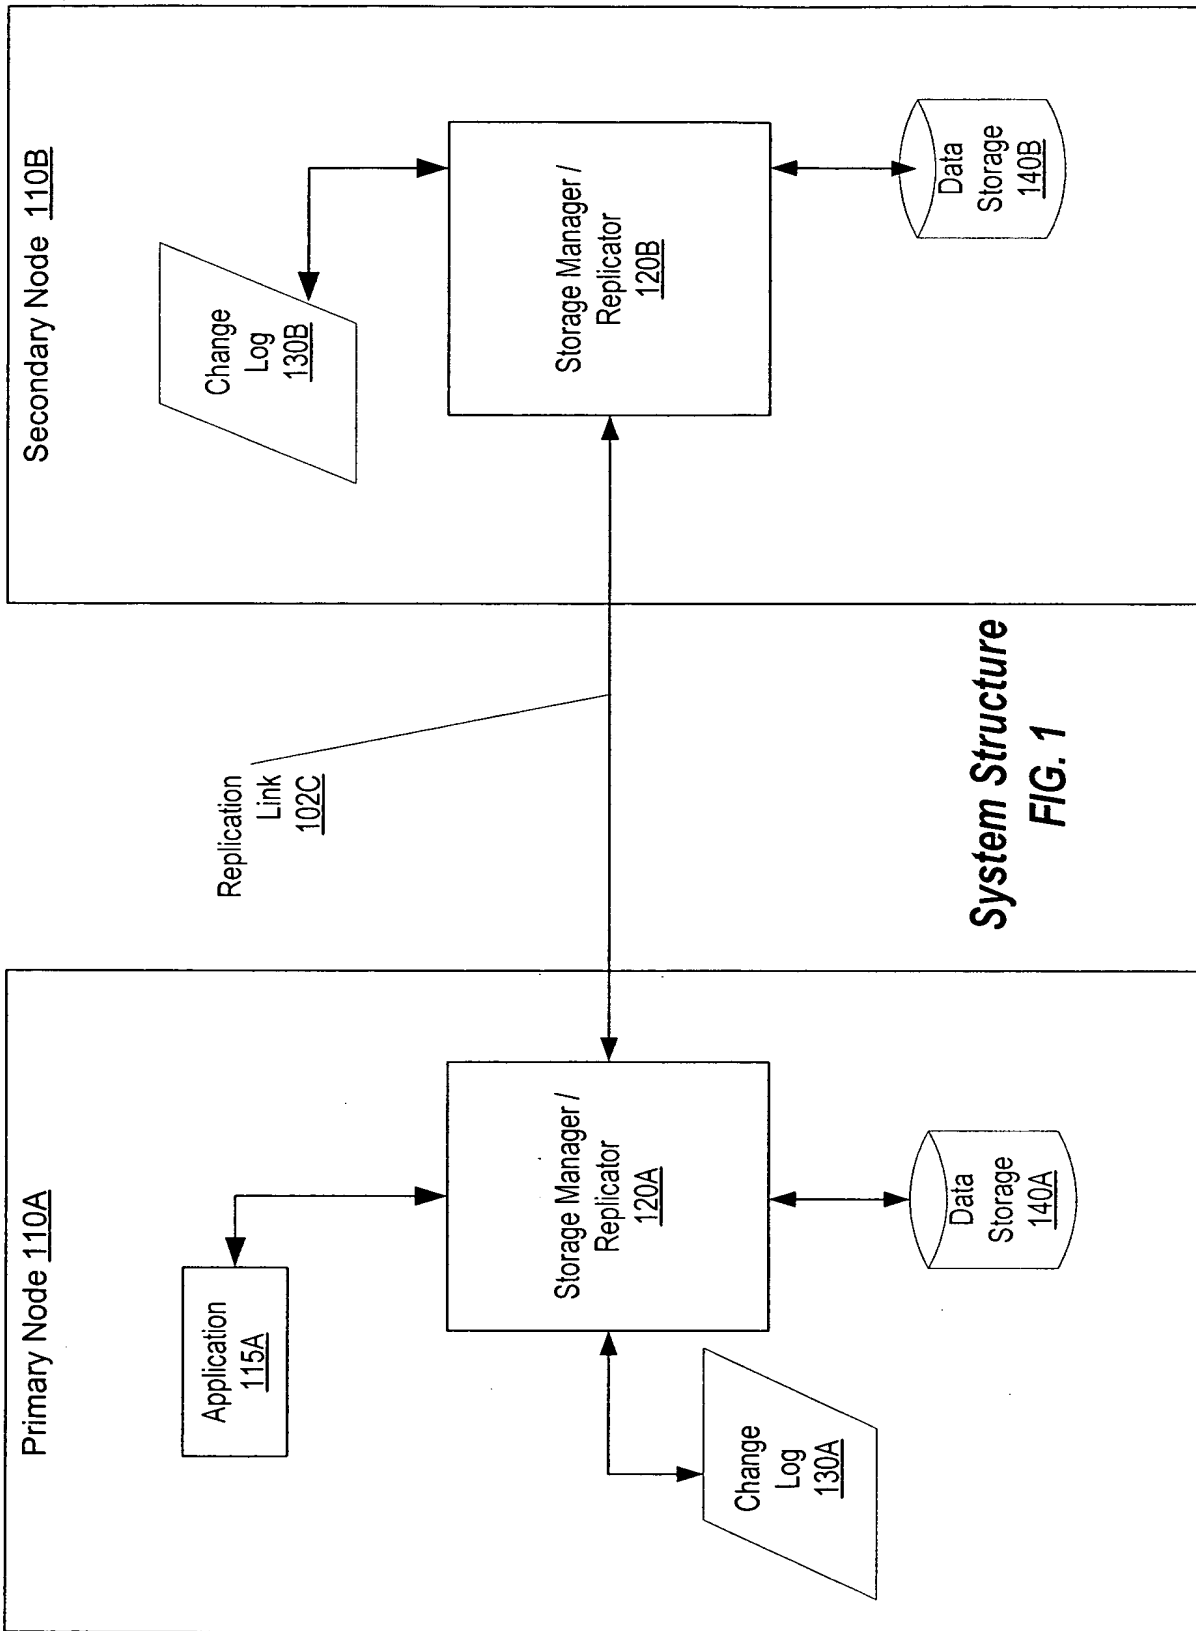 Primary Node 110A
Application
115A
Storage Manager /
Replicator
120A
Change
Log
130A
Data
Storage
140A
Replication
Link
102C
Secondary Node 110B
Change
Log
130B
Storage Manager /
Replicator
120B
Data
Storage
140B
System Structure
FIG. 1